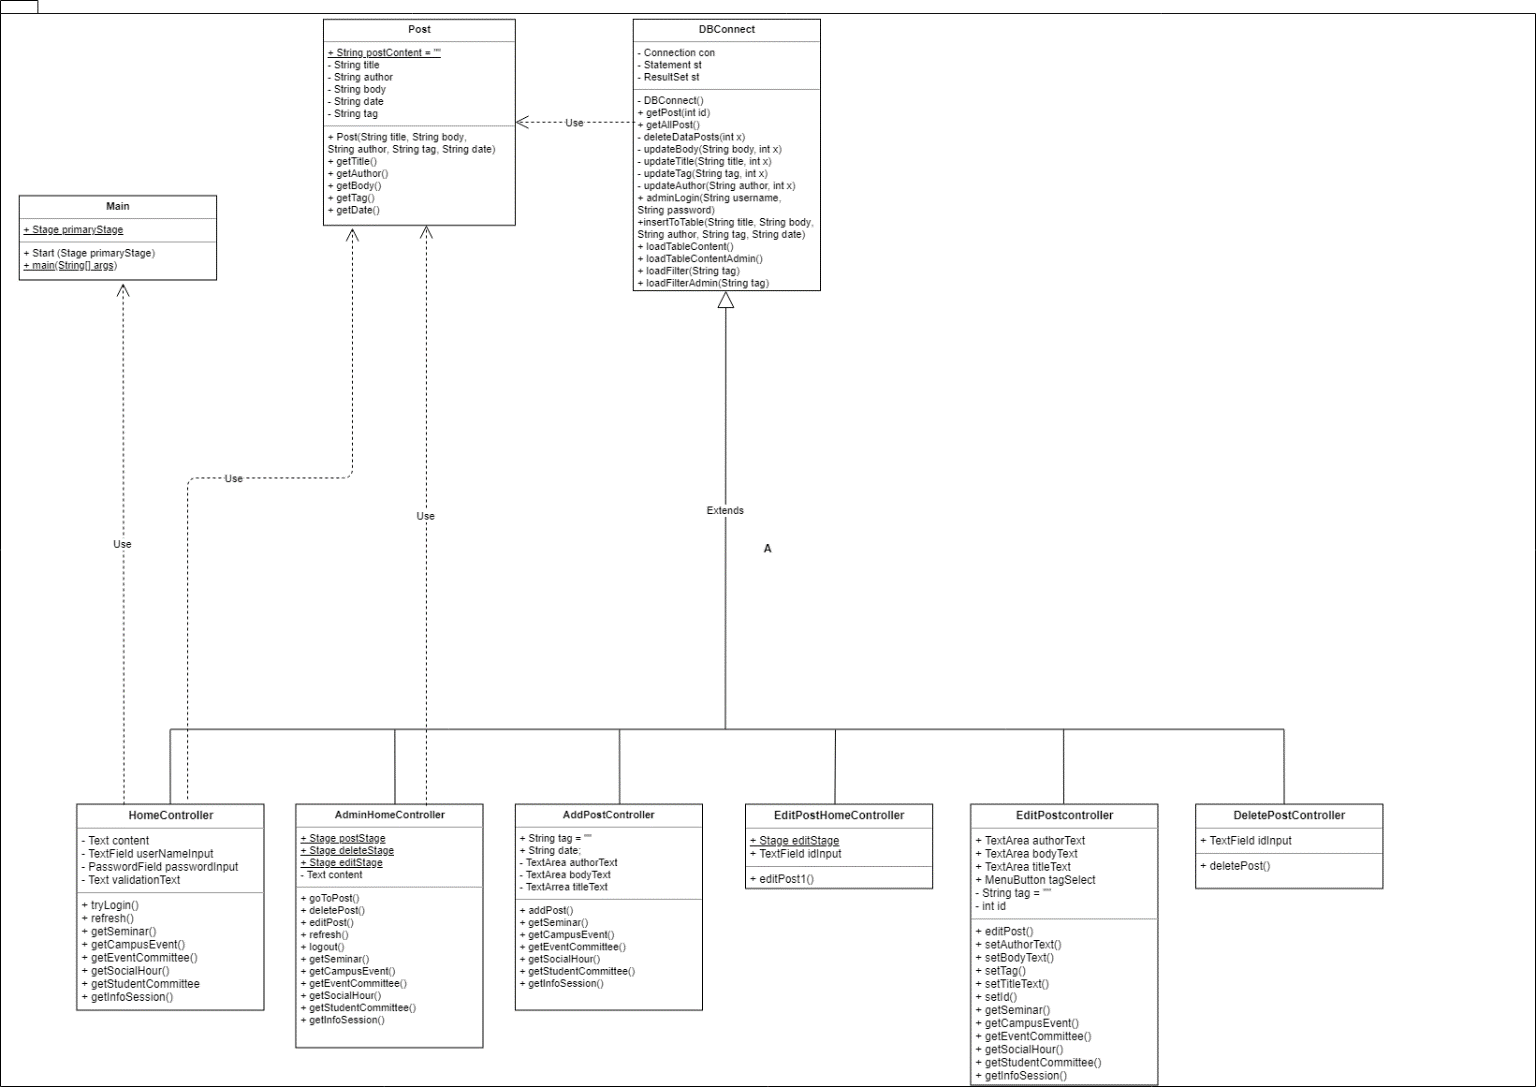 Post
+ String postContent = ""
- String title
- String author
- String body
- String date
- String tag
+ Post(String title, String body,
String author, String tag, String date)
+ getTitle()
+ getAuthor()
+ getBody()
+ getTag()
+ getDate()
DBConnect
- Connection con
- Statement st
- ResultSet st
- DBConnect()
+ getPost(int id)
+ getAllPost()
- deleteDataPosts(int x)
- updateBody(String body, int x)
- updateTitle(String title, int x)
- updateTag(String tag, int x)
- updateAuthor(String author, int x)
+ adminLogin(String username,
String password)
+insertToTable(String title, String body,
String author, String tag, String date)
+ loadTableContent()
+ loadTableContentAdmin()
+ loadFilter(String tag)
+ loadFilterAdmin(String tag)
Use
Main
+ Stage primaryStage
+ Start (Stage primaryStage)
+ main(String[] args)
Use
Use
Use
Extends
A
HomeController
- Text content
- TextField userNameInput
- PasswordField passwordInput
- Text validationText
+ tryLogin()
+ refresh()
+ getSeminar()
+ getCampusEvent()
+ getEventCommittee()
+ getSocialHour()
+ getStudentCommittee
+ getInfoSession()
AdminHomeController
+ Stage postStage
+ Stage deleteStage
+ Stage editStage
- Text content
+ goToPost()
+ deletePost()
+ editPost()
+ refresh()
+ logout()
+ getSeminar()
+ getCampusEvent()
+ getEventCommittee()
+ getSocialHour()
+ getStudentCommittee()
+ getInfoSession()
AddPostController
+ String tag = ""
+ String date;
- TextArea authorText
- TextArea bodyText
- TextArrea titleText
+ addPost()
+ getSeminar()
+ getCampusEvent()
+ getEventCommittee()
+ getSocialHour()
+ getStudentCommittee()
+ getInfoSession()
EditPostHomeController
+ Stage editStage
+ TextField idInput
+ editPost1()
EditPostcontroller
+ TextArea authorText
+ TextArea bodyText
+ TextArea titleText
+ MenuButton tagSelect
- String tag = ""
- int id
+ editPost()
+ setAuthorText()
+ setBodyText()
+ setTag()
+ setTitleText()
+ setId()
+ getSeminar()
+ getCampusEvent()
+ getEventCommittee()
+ getSocialHour()
+ getStudentCommittee()
+ getInfoSession()
DeletePostController
+ TextField idInput
+ deletePost()